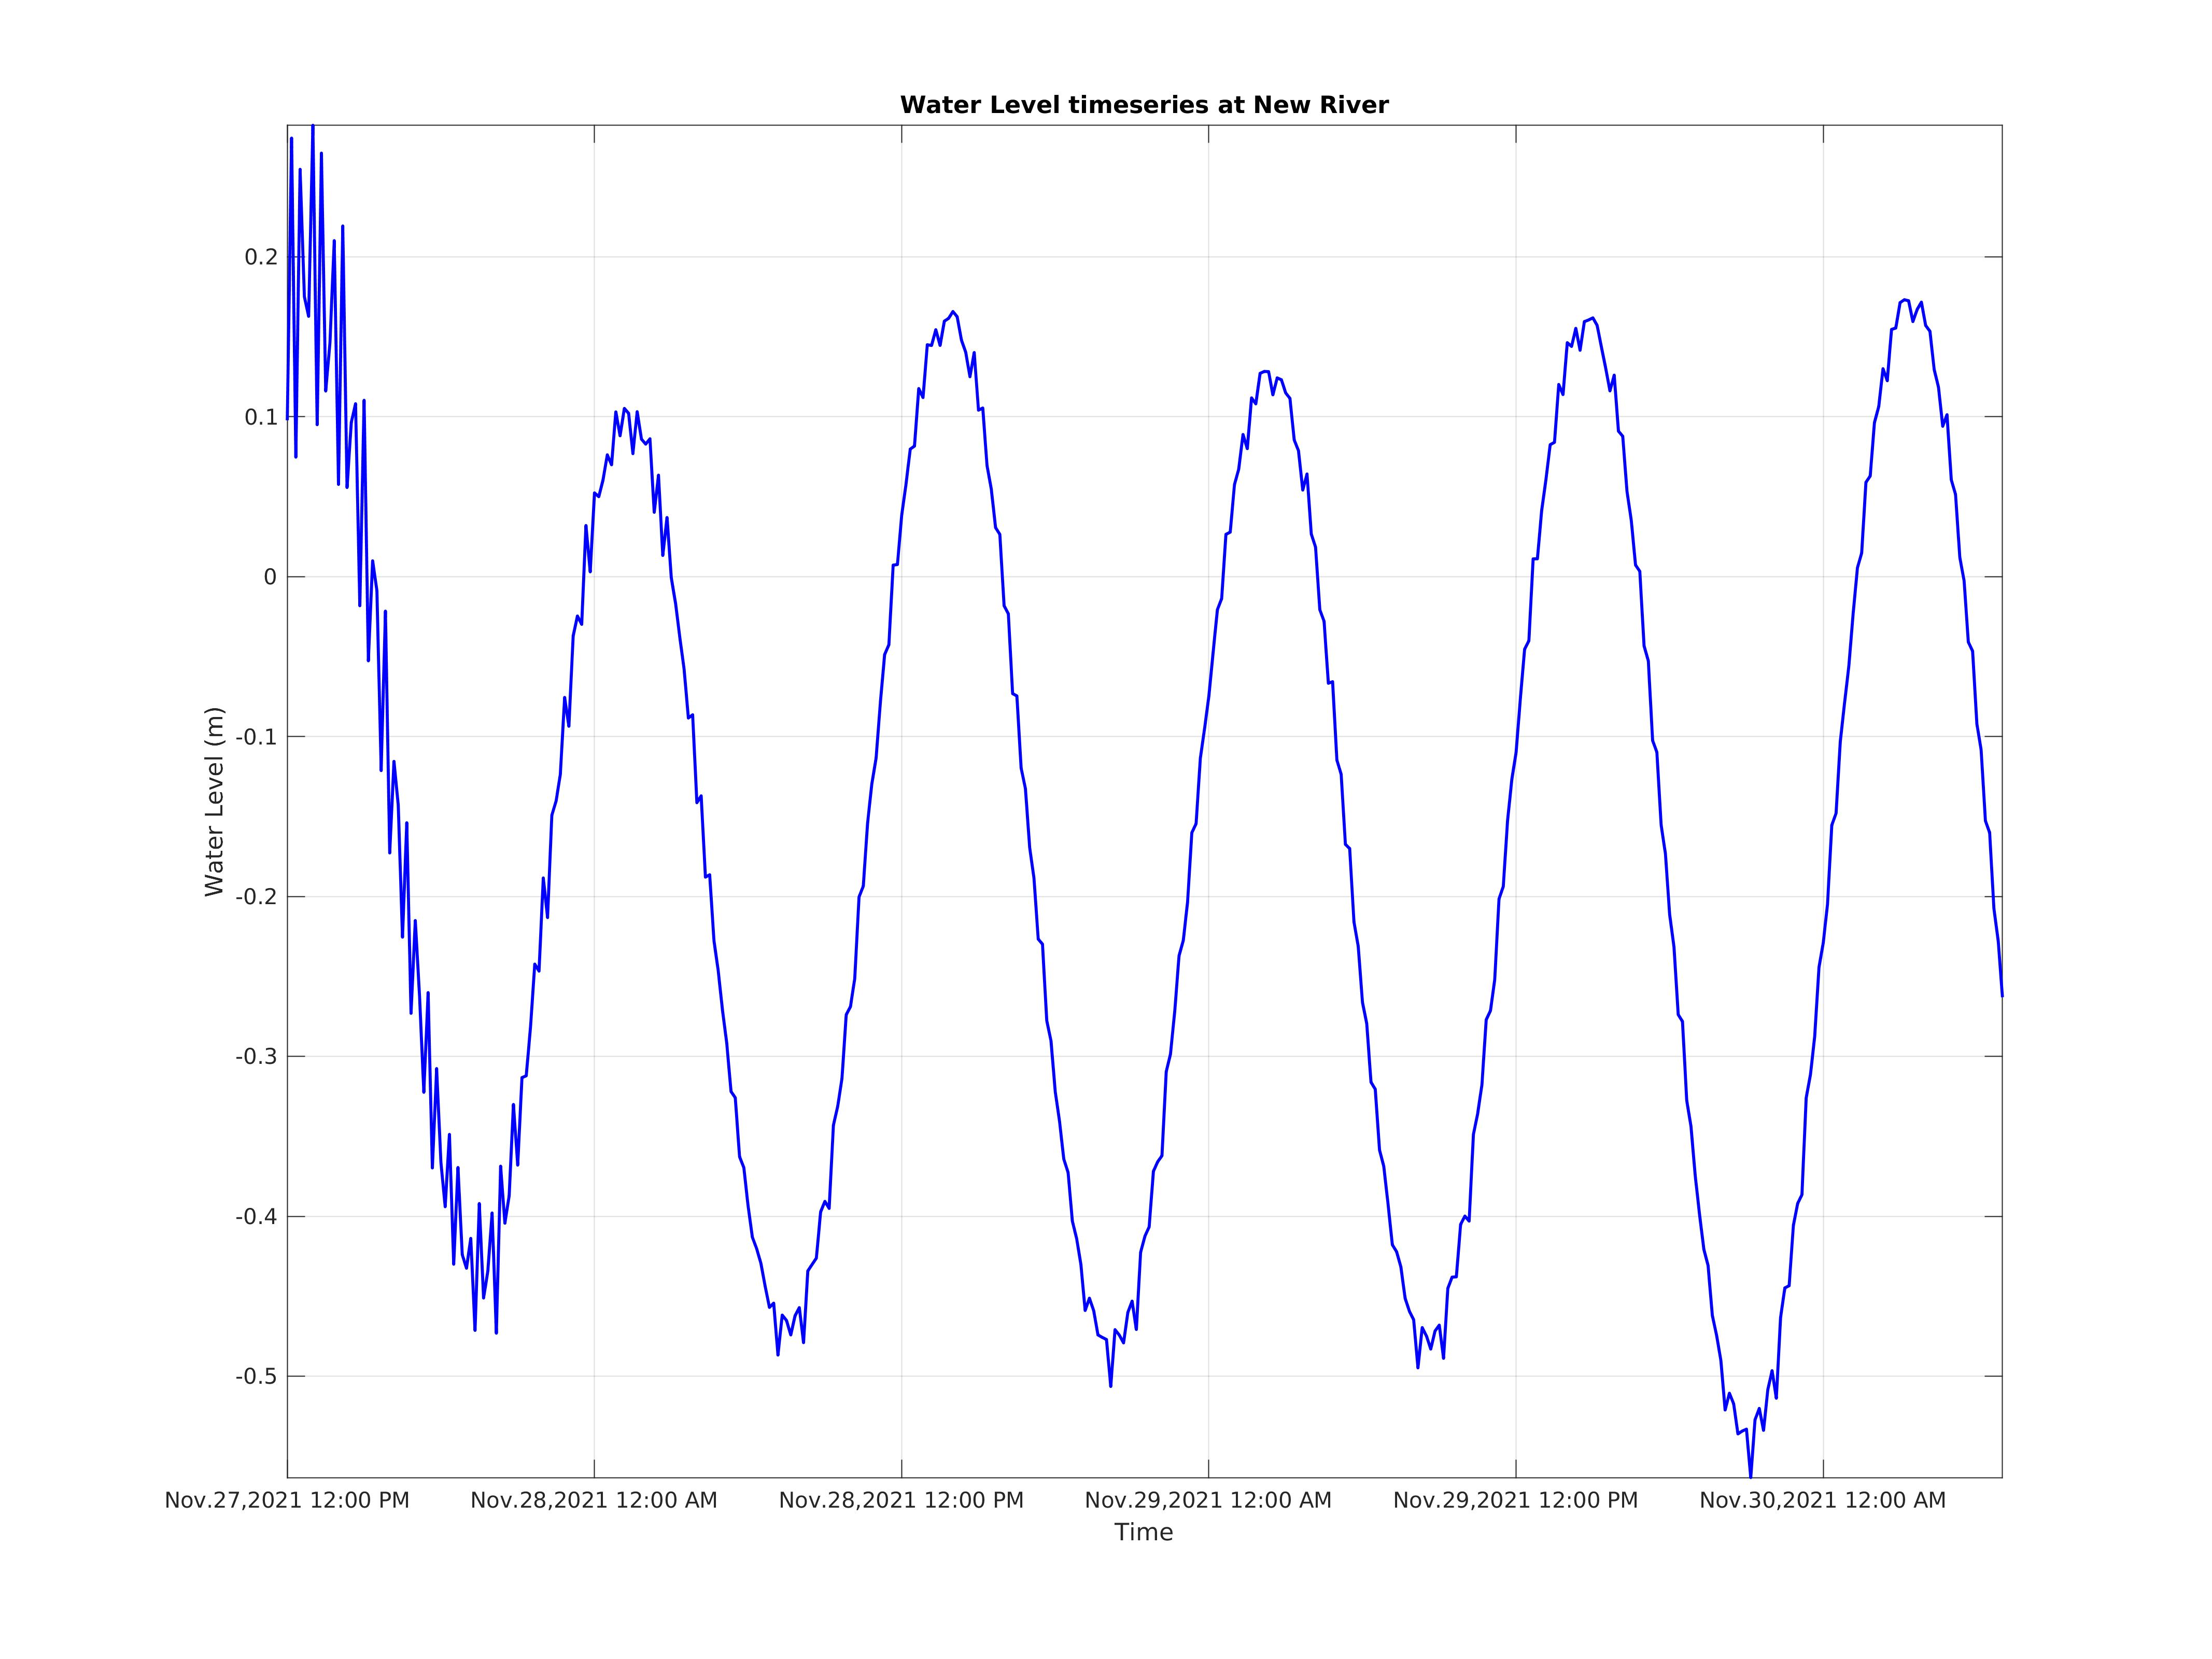 Water Level timeseries at New River
0.2
0.1
0
-0.1
-0.2
-0.3
-0.4
-0.5
Water Level (m)
Nov.27,2021 12:00 PM
Nov.28,2021 12:00 AM
Nov.28,2021 12:00 PM
Nov.29,2021 12:00 AM
Nov.29,2021 12:00 PM
Nov.30,2021 12:00 AM
Time